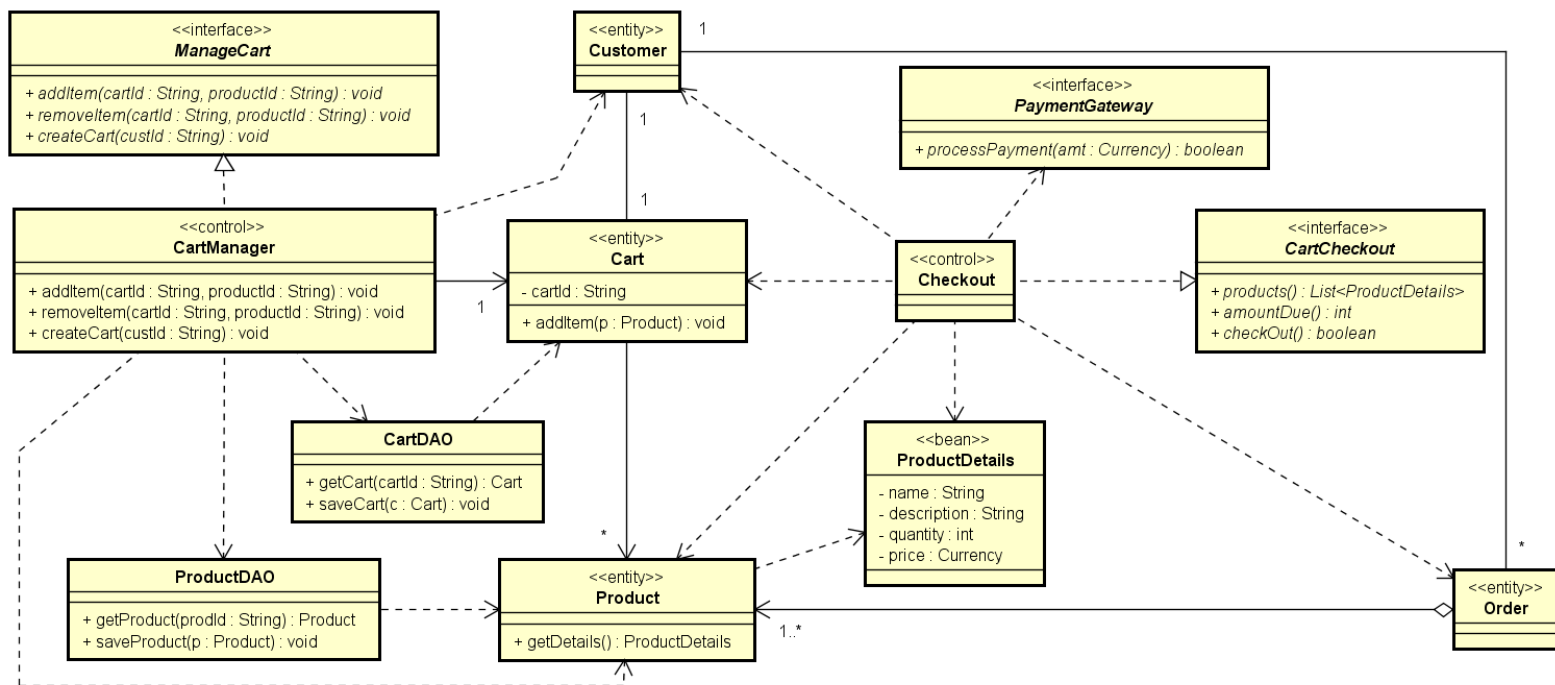 <<interface>>
ManageCart
+ addItem(cartId : String, productId : String) : void
+ removeItem(cartId : String, productId : String) : void
+ createCart(custId : String) : void
<<entity>>
Customer
1
1
1
<<interface>>
PaymentGateway
+ processPayment(amt : Currency) : boolean
<<control>>
CartManager
+ addItem(cartId : String, productId : String) : void
+ removeItem(cartId : String, productId : String) : void
+ createCart(custId : String) : void
1
<<entity>>
Cart
- cartId : String
+ addItem(p : Product) : void
<<control>>
Checkout
<<interface>>
CartCheckout
+ products() : List<ProductDetails>
+ amountDue() : int
+ checkOut() : boolean
CartDAO
+ getCart(cartId : String) : Cart
+ saveCart(c : Cart) : void
<<bean>>
ProductDetails
- name : String
- description : String
- quantity : int
- price : Currency
*
*
ProductDAO
+ getProduct(prodId : String) : Product
+ saveProduct(p : Product) : void
<<entity>>
Product
+ getDetails() : ProductDetails
1..*
<<entity>>
Order